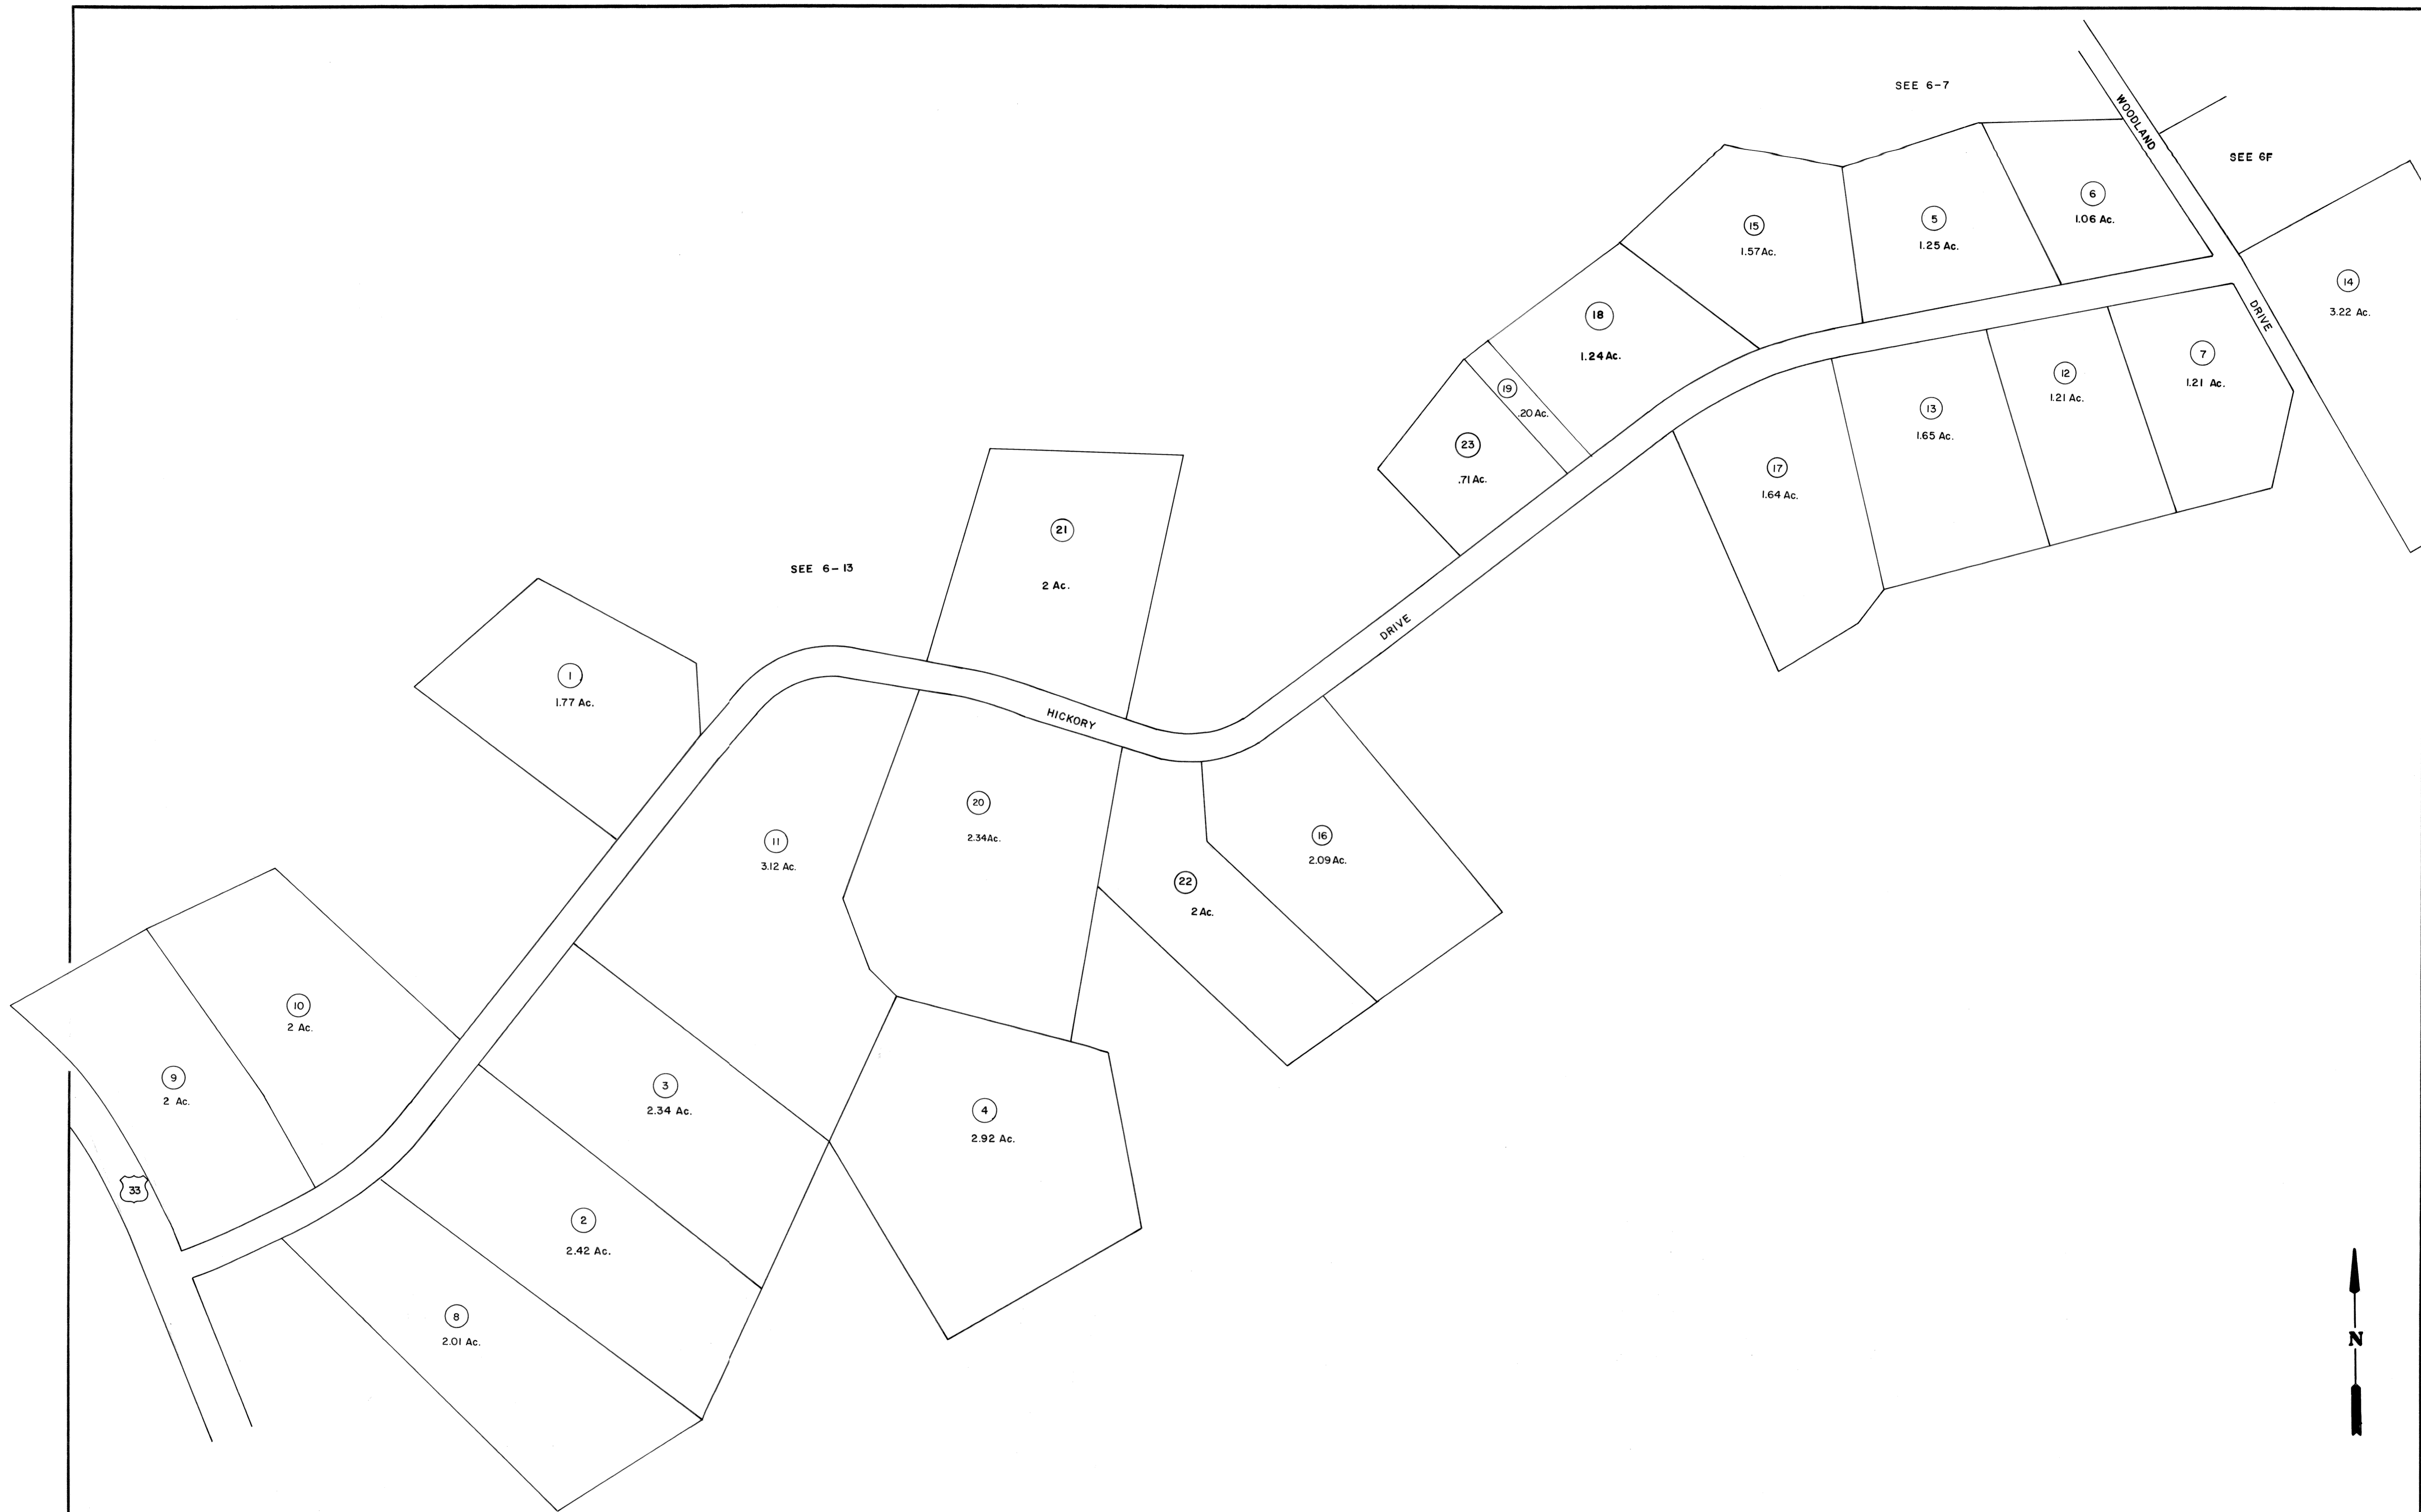 SEE 6-7
WOODLAND
SEE 6F
6
1.06 Ac.
5
1.25 Ac.
15
1.57 Ac.
14
3.22 Ac.
DRIVE
18
1.24 Ac.
7
1.21 Ac.
12
1.21 Ac.
19
.20 Ac.
13
1.65 Ac.
23
.71 Ac.
17
1.64 Ac.
21
2 Ac.
SEE 6-13
DRIVE
1
1.77 Ac.
HICKORY
20
2.34 Ac.
11
3.12 Ac.
16
2.09 Ac.
22
2 Ac.
10
2 Ac.
9
2 Ac.
3
2.34 Ac.
4
2.92 Ac.
33
2
2.42 Ac.
8
2.01 Ac.
N